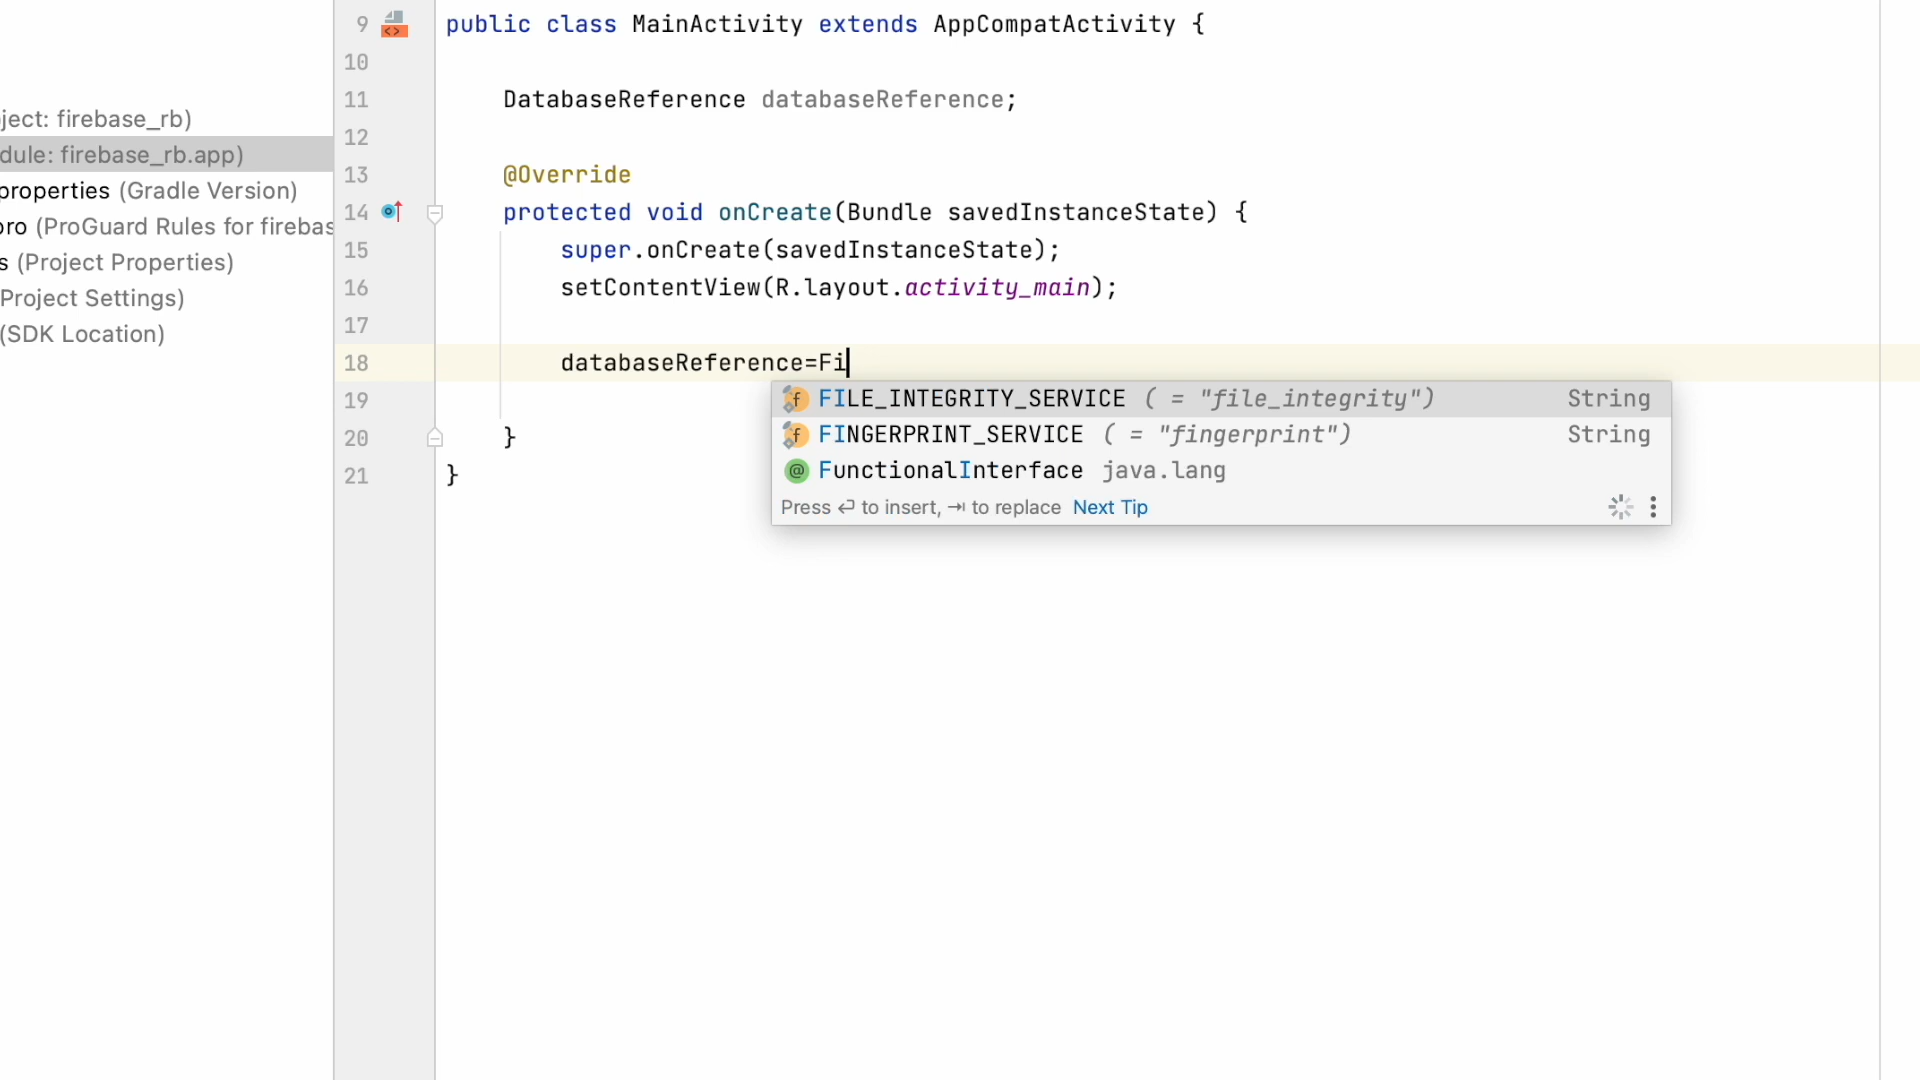 ject: firebase_rb)
dule: firebase_rb.app)
properties (Gradle Version)
pro (ProGuard Rules for firebas
s (Project Properties)
Project Settings)
(SDK Location)
9 public class MainActivity extends AppCompatActivity {
10
11 DatabaseReference databaseReference;
12
13 @Override
14 protected void onCreate(Bundle savedInstanceState) {
15 super.onCreate(savedInstanceState);
16 setContentView(R.layout.activity_main);
17
18 databaseReference=Fi
19
20 }
21 }
FILE_INTEGRITY_SERVICE ( = "file_integrity") String
FINGERPRINT_SERVICE ( = "fingerprint") String
@ FunctionalInterface java.lang
Press ↩ to insert, ⇥ to replace Next Tip